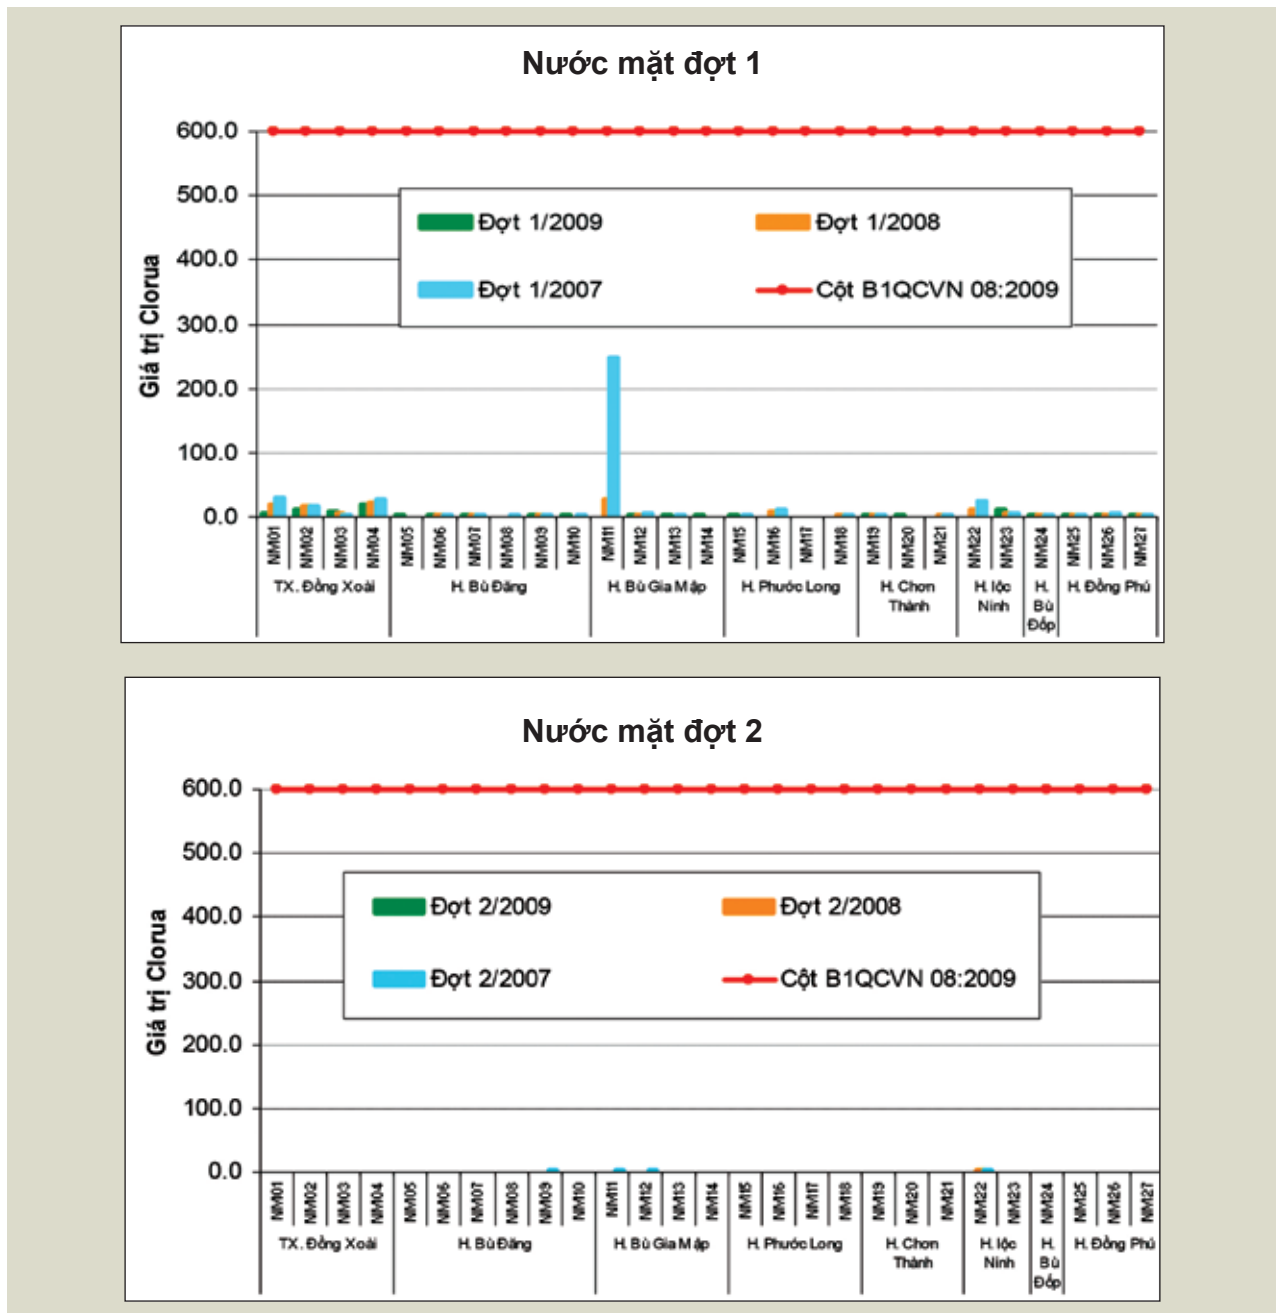 Nước mặt đợt 1
600.0
500.0
400.0
300.0
200.0
100.0
0.0
Giá trị Clorua
Đợt 1/2009
Đợt 1/2008
Đợt 1/2007
Cột B1QCVN 08:2009
NM01 NM02 NM03 NM04 NM05 NM06 NM07 NM08 NM09 NM10 NM11 NM12 NM13 NM14 NM15 NM16 NM17 NM18 NM19 NM20 NM21 NM22 NM23 NM24 NM25 NM26 NM27
TX. Đồng Xoài
H. Bù Đăng
H. Bù Gia Mập
H. Phước Long
H. Chơn
Thành
H. lộc
Ninh
H.
Bù
Đốp
H. Đồng Phú
Nước mặt đợt 2
600.0
500.0
400.0
300.0
200.0
100.0
0.0
Giá trị Clorua
Đợt 2/2009
Đợt 2/2008
Đợt 2/2007
Cột B1QCVN 08:2009
NM01 NM02 NM03 NM04 NM05 NM06 NM07 NM08 NM09 NM10 NM11 NM12 NM13 NM14 NM15 NM16 NM17 NM18 NM19 NM20 NM21 NM22 NM23 NM24 NM25 NM26 NM27
TX. Đồng Xoài
H. Bù Đăng
H. Bù Gia Mập
H. Phước Long
H. Chơn
Thành
H. lộc
Ninh
H.
Bù
Đốp
H. Đồng Phú